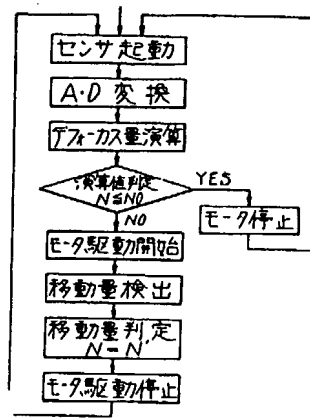 センサ起動
A・D変換
デフォーカス量演算
演算値判定
N≦NO
YES
NO
モータ停止
モータ駆動開始
移動量検出
移動量判定
N=N
モータ駆動停止